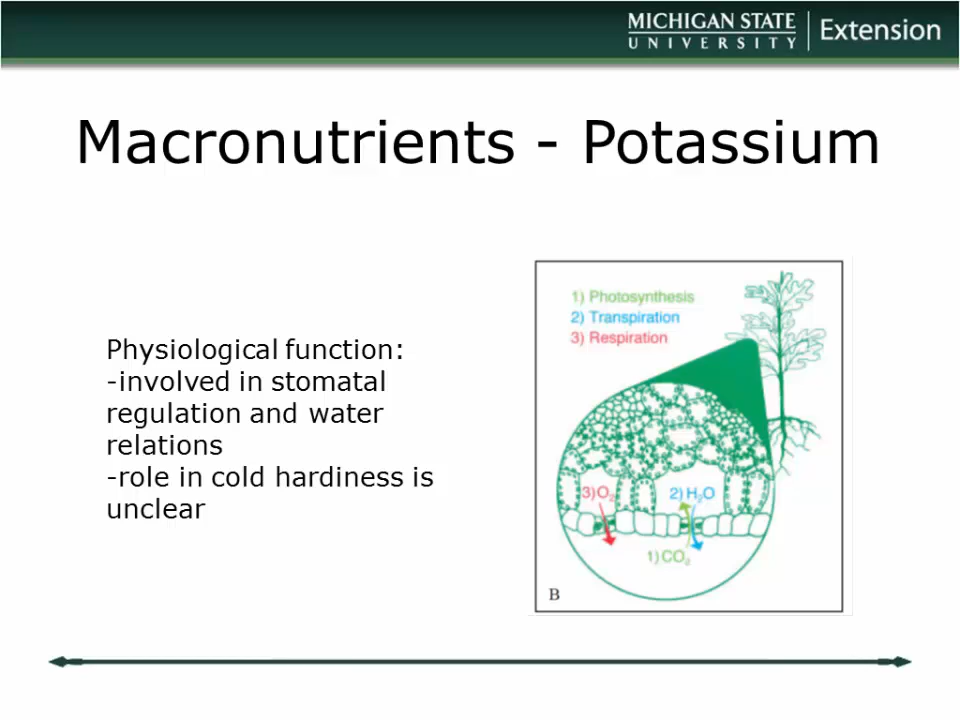 MICHIGAN STATE
UNIVERSITY
Extension
Macronutrients - Potassium
Physiological function:
-involved in stomatal
regulation and water
relations
-role in cold hardiness is
unclear
1) Photosynthesis
2) Transpiration
3) Respiration
3)O₂
2)H₂O
1)CO₂
B